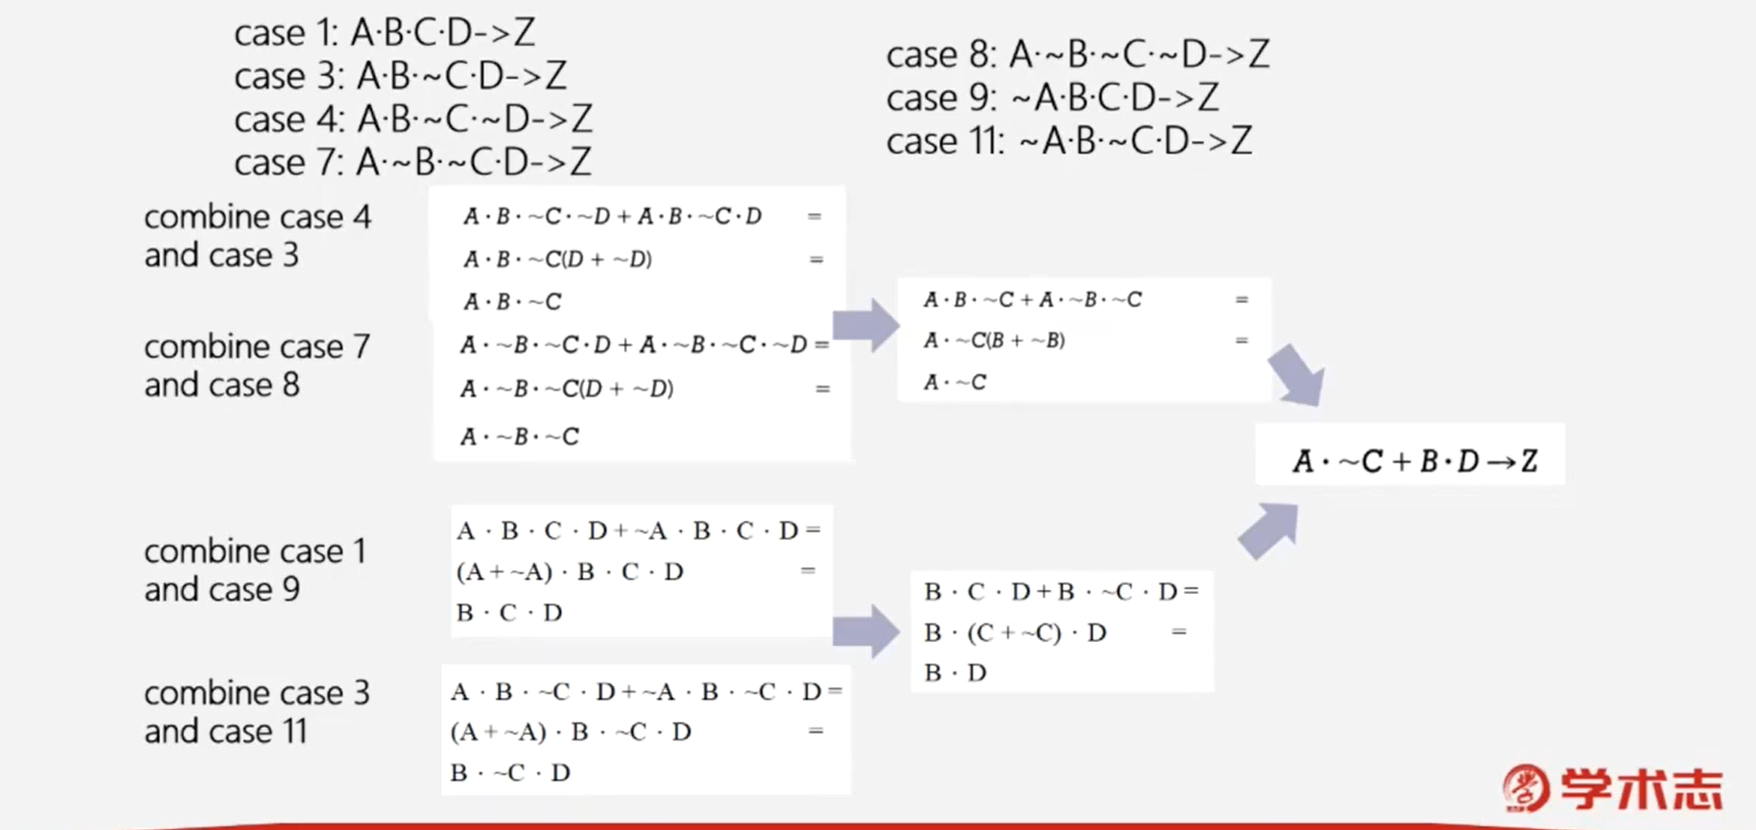 case 1: A·B·C·D->Z
case 3: A·B·~C·D->Z
case 4: A·B·~C·~D->Z
case 7: A·~B·~C·D->Z
case 8: A·~B·~C·~D->Z
case 9: ~A·B·C·D->Z
case 11: ~A·B·~C·D->Z
combine case 4
and case 3
A·B·~C·~D + A·B·~C·D =
A·B·~C(D + ~D) =
A·B·~C
combine case 7
and case 8
A·~B·~C·D + A·~B·~C·~D =
A·~B·~C(D + ~D) =
A·~B·~C
A·B·~C + A·~B·~C =
A·~C(B + ~B) =
A·~C
combine case 1
and case 9
A · B · C · D + ~A · B · C · D =
(A + ~A) · B · C · D =
B · C · D
combine case 3
and case 11
A · B · ~C · D + ~A · B · ~C · D =
(A + ~A) · B · ~C · D =
B · ~C · D
B · C · D + B · ~C · D =
B · (C + ~C) · D =
B · D
A·~C + B·D→Z
学术志